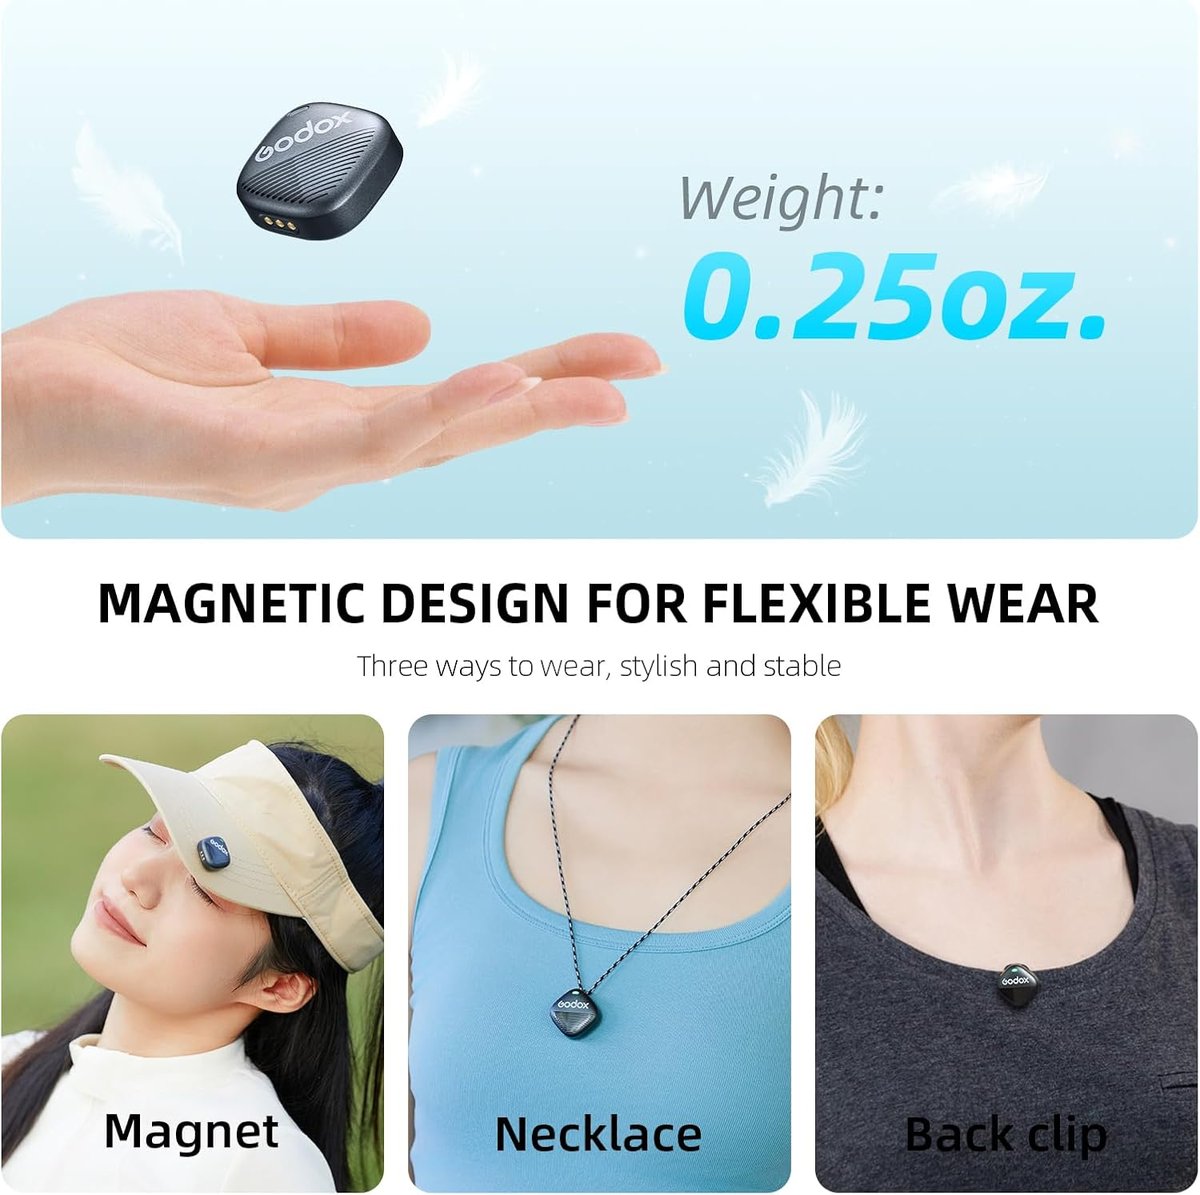 Godox
Weight:
0.25oz.
MAGNETIC DESIGN FOR FLEXIBLE WEAR
Three ways to wear, stylish and stable
Godox
Godox
Godox
Magnet
Necklace
Back clip